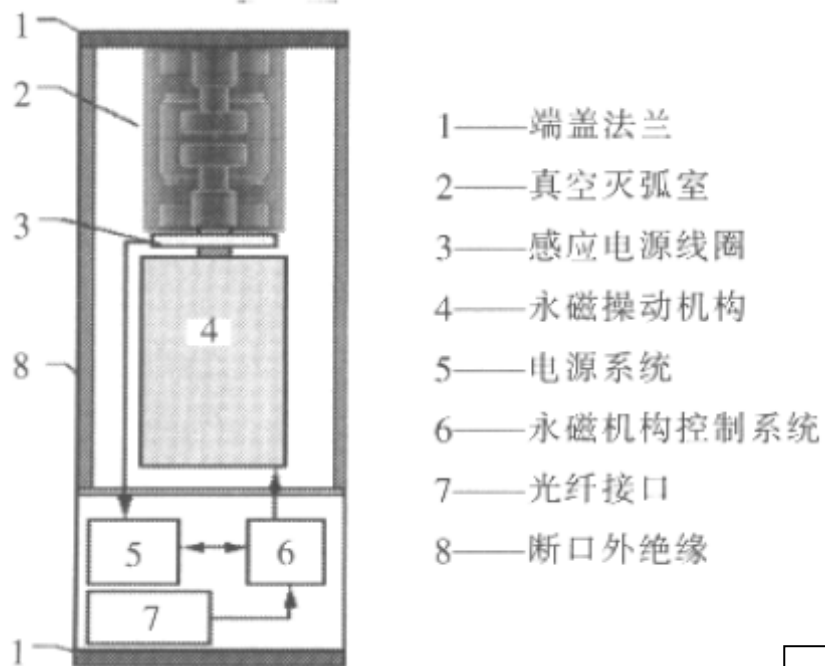 1
2
3
4
8
5
6
7
1
1——端盖法兰
2——真空灭弧室
3——感应电源线圈
4——永磁操动机构
5——电源系统
6——永磁机构控制系统
7——光纤接口
8——断口外绝缘